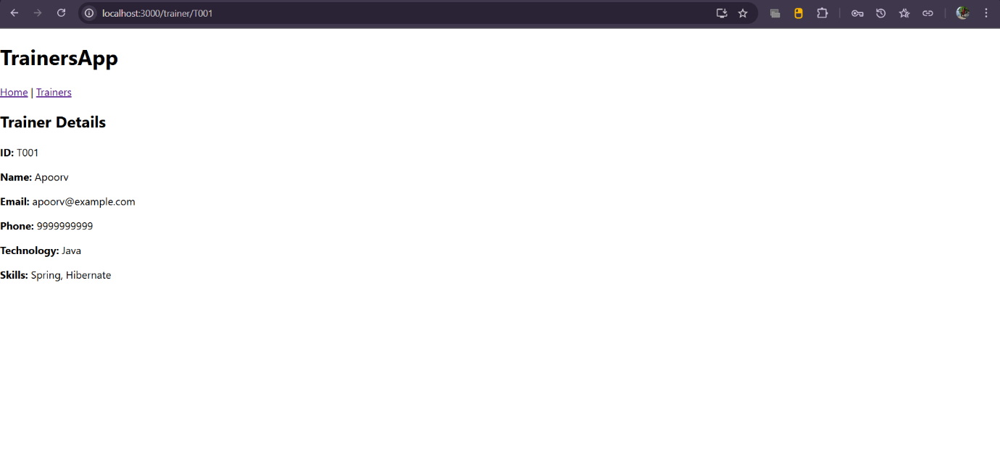 localhost:3000/trainer/T001
TrainersApp
Home | Trainers
Trainer Details
ID: T001
Name: Apoorv
Email: apoorv@example.com
Phone: 9999999999
Technology: Java
Skills: Spring, Hibernate